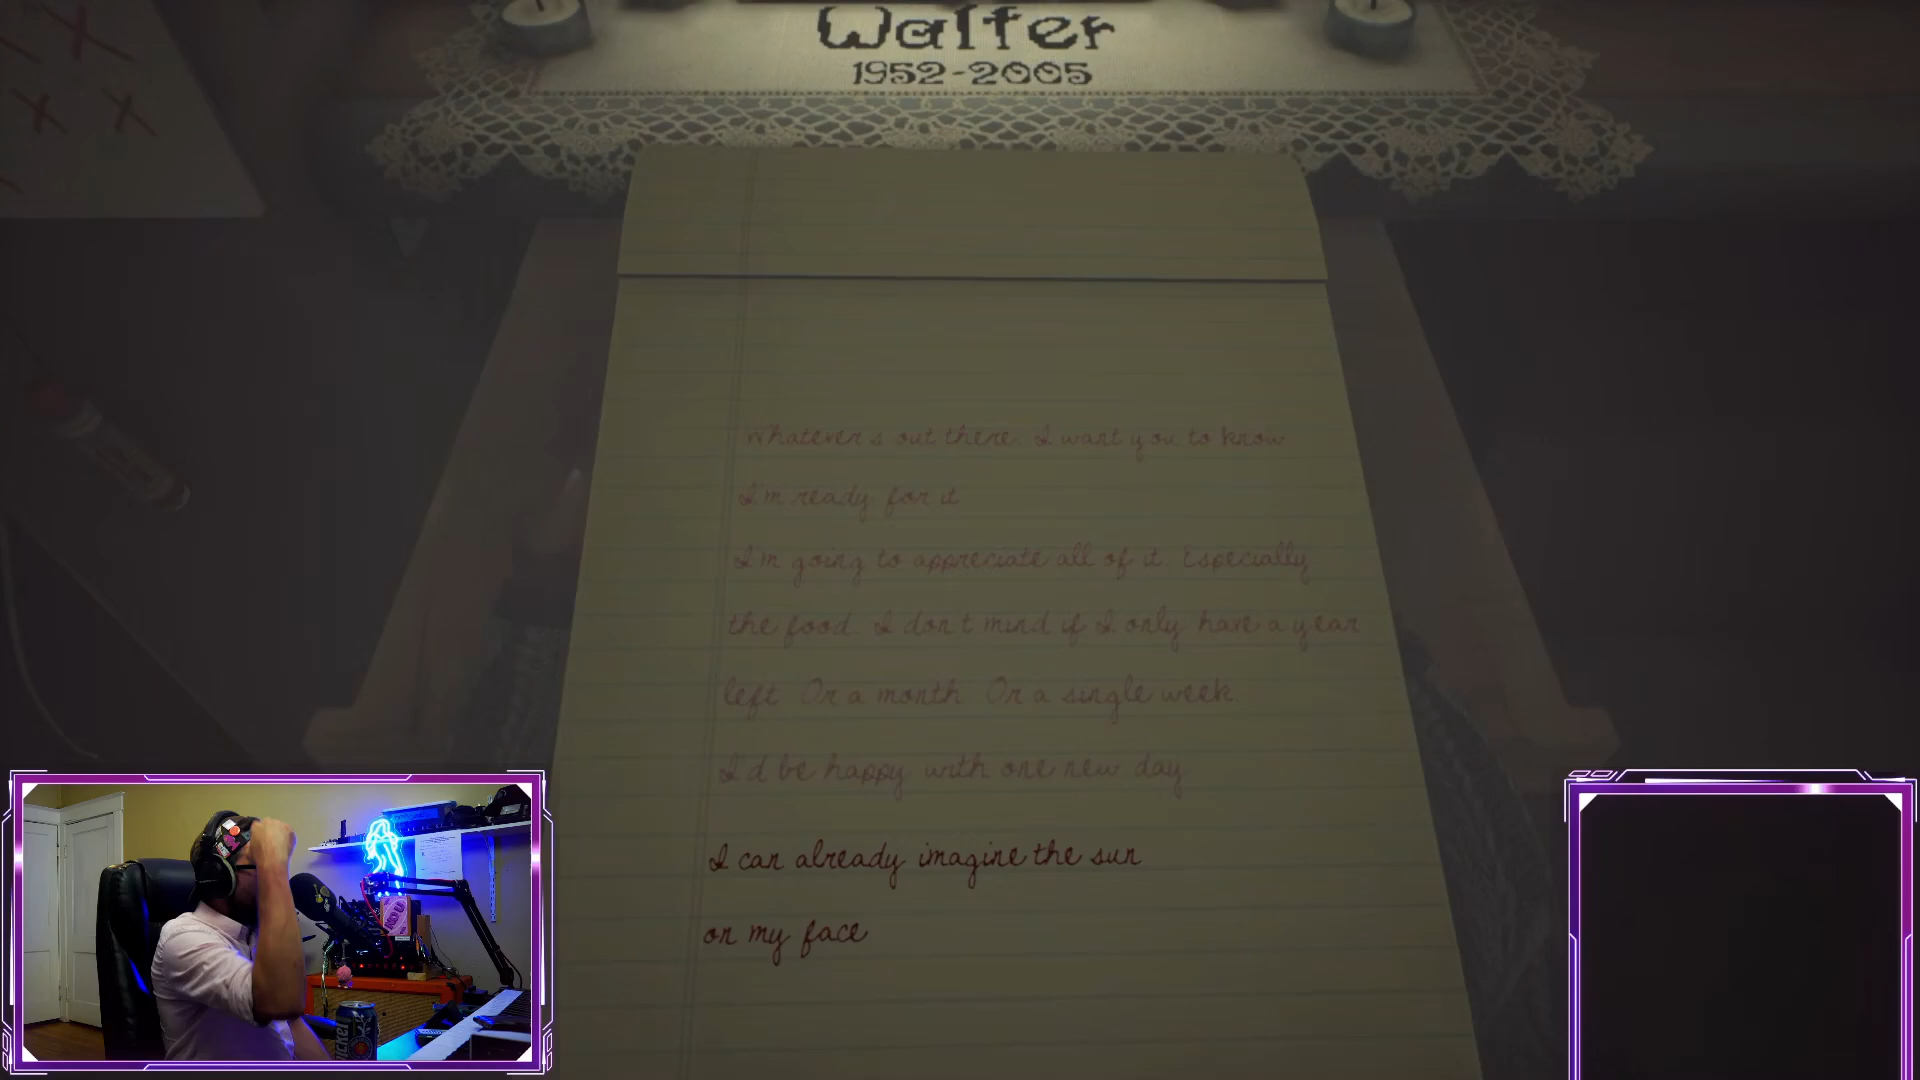 Walter
1952-2005
Whatever's out there. I want you to know
I'm ready for it
I'm going to appreciate all of it. Especially
the food. I don't mind if I only have a year
left. Or a month. Or a single week.
I'd be happy with one new day
I can already imagine the sun
on my face